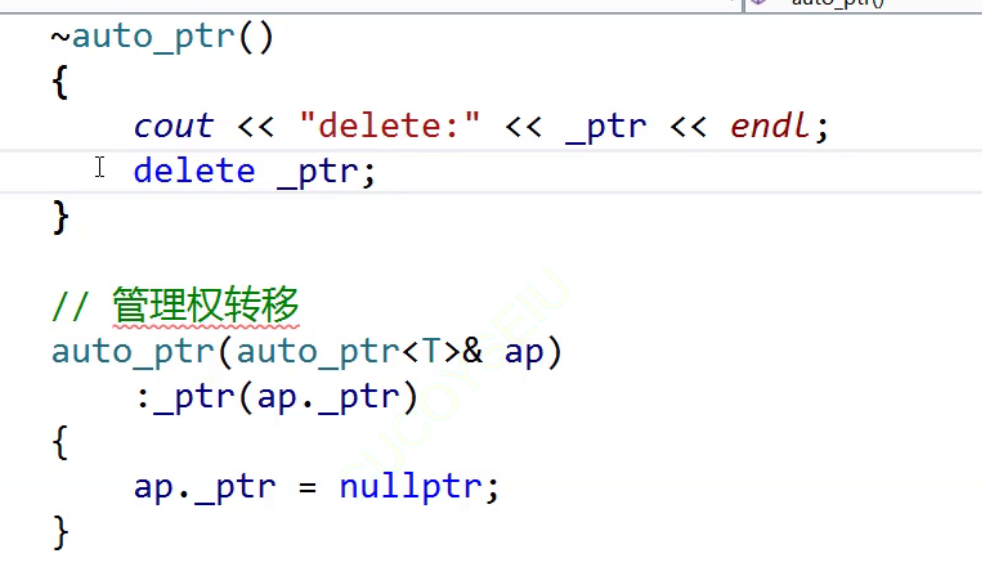 auto_ptr()
~auto_ptr()
{
cout << "delete:" << _ptr << endl;
delete _ptr;
}
// 管理权转移
auto_ptr(auto_ptr<T>& ap)
:_ptr(ap._ptr)
{
ap._ptr = nullptr;
}